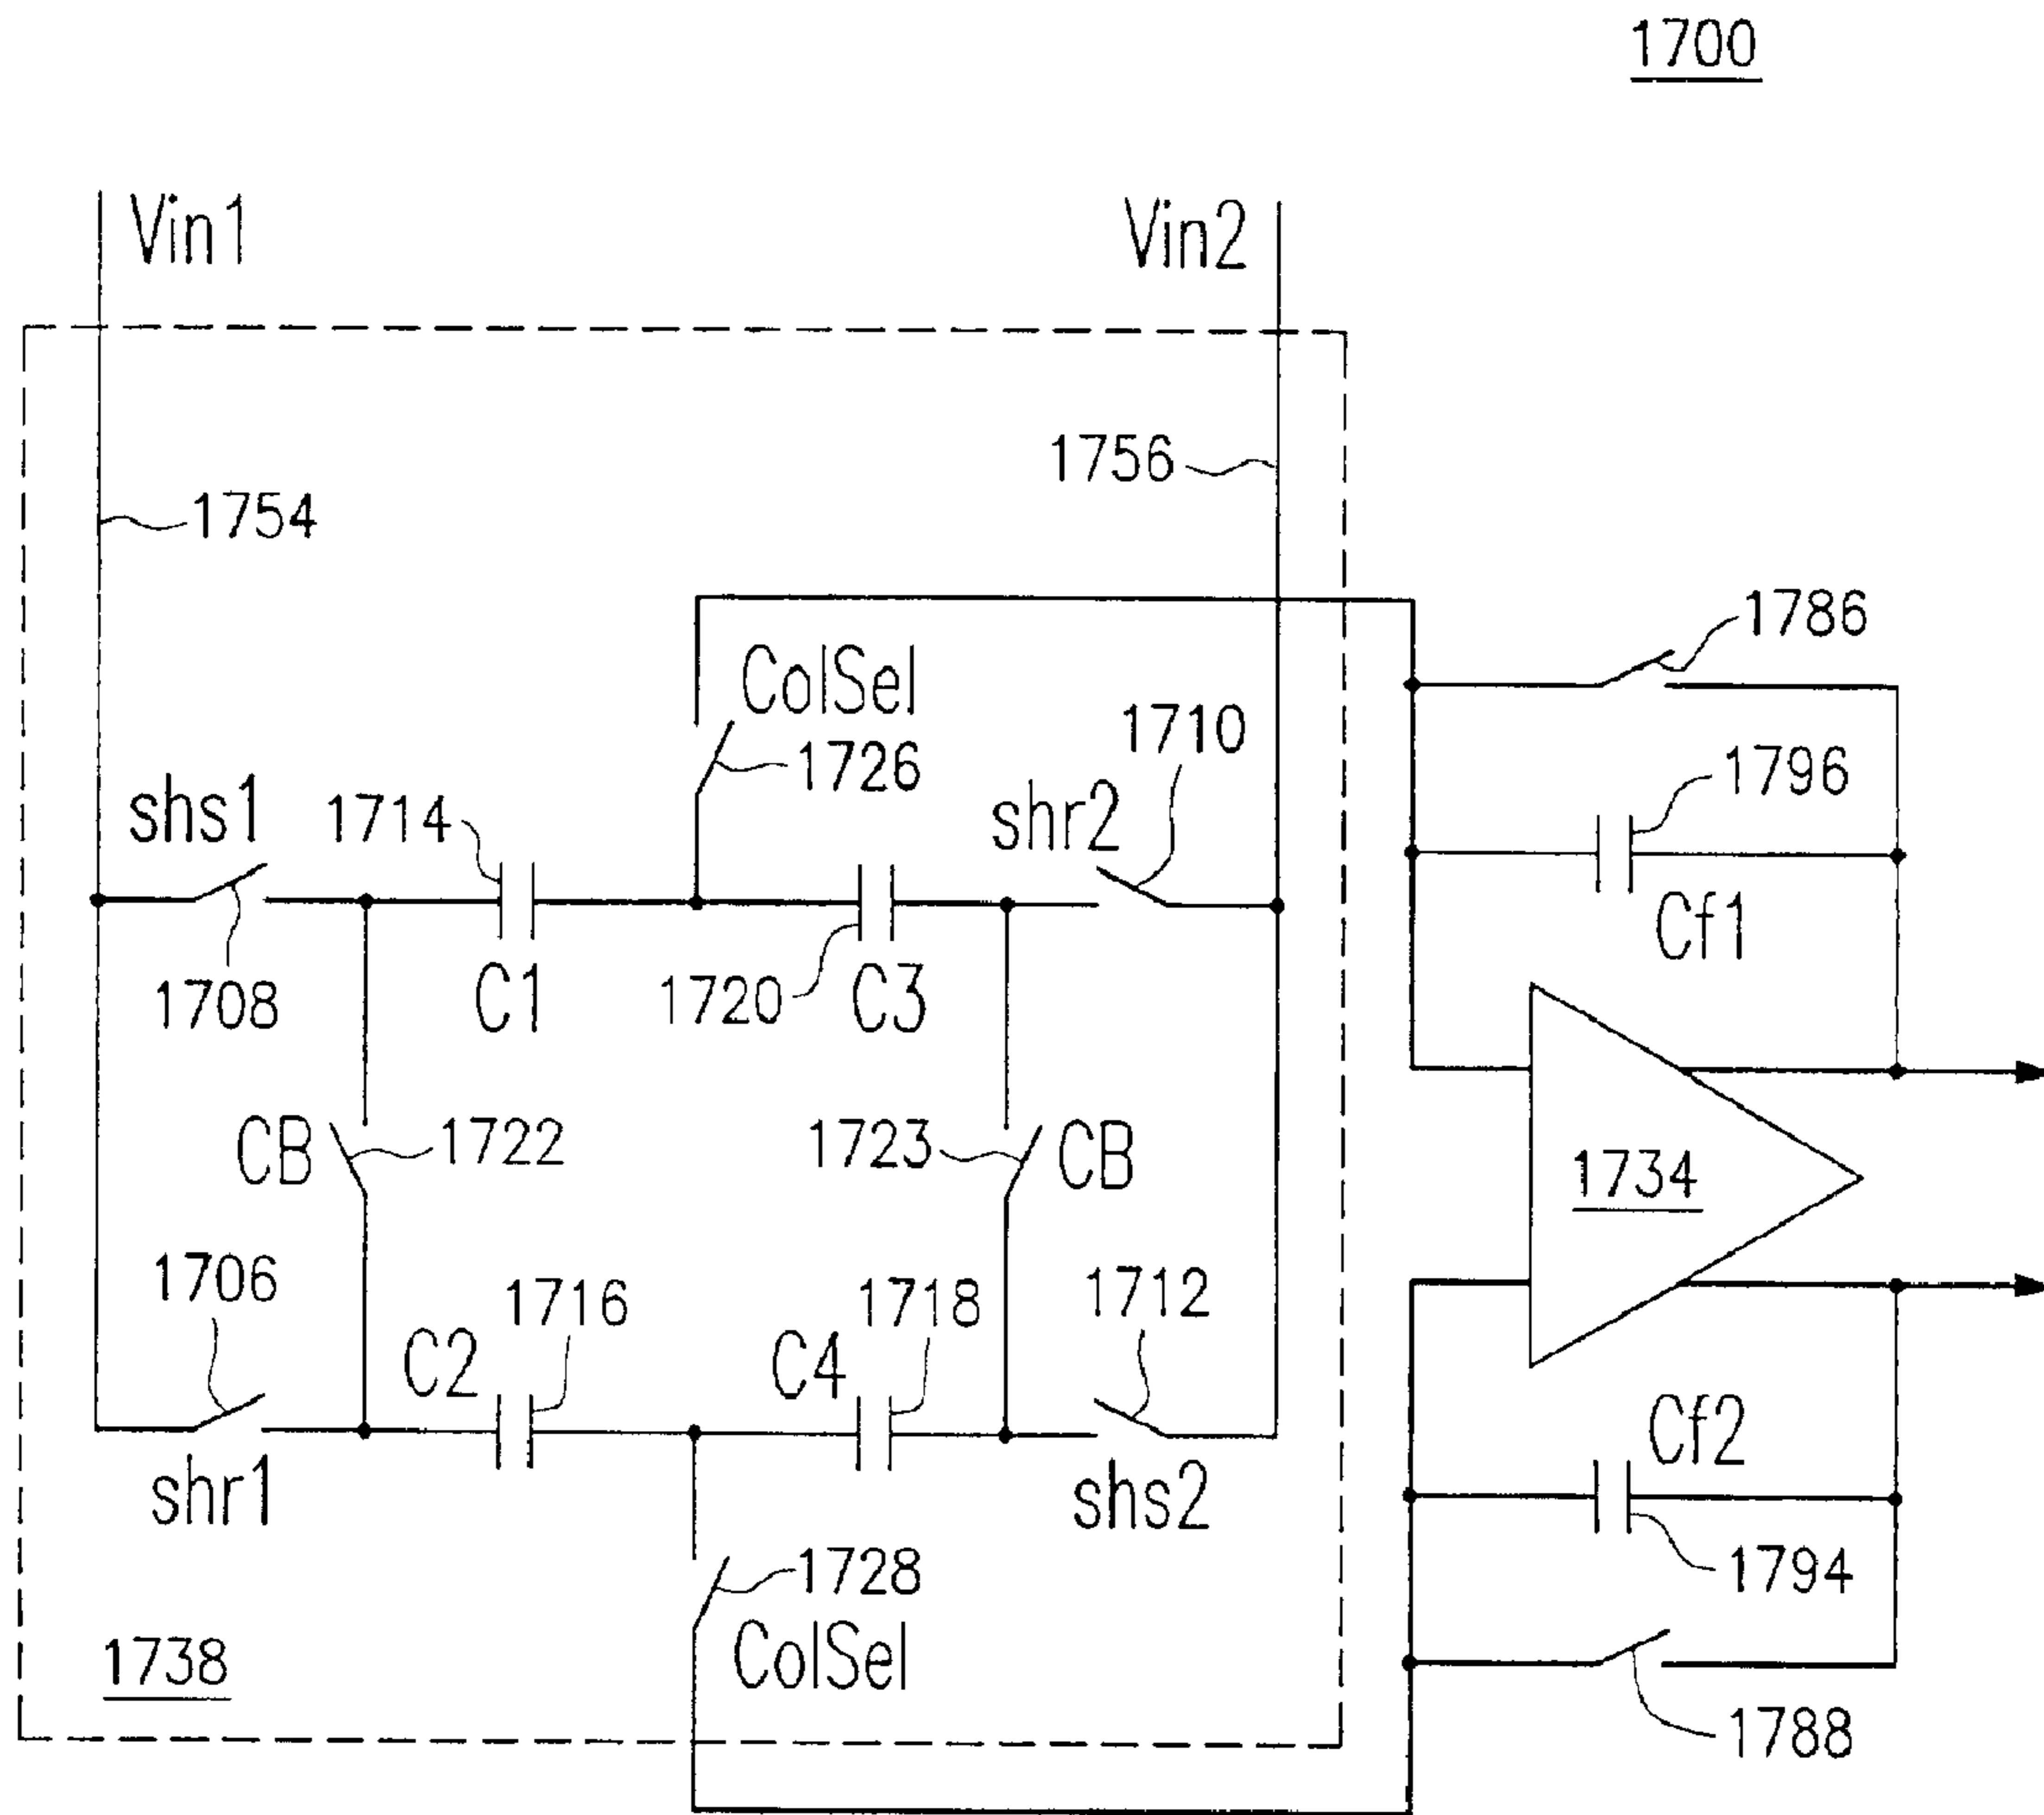 1700
Vin1
Vin2
1756
1754
1786
ColSel
1710
1726
1796
shs1
1714
shr2
Cf1
1708
C1
1720
C3
CB
1722
1723
CB
1734
1706
1716
1718
1712
C2
C4
Cf2
shr1
shs2
1728
1794
ColSel
1738
1788